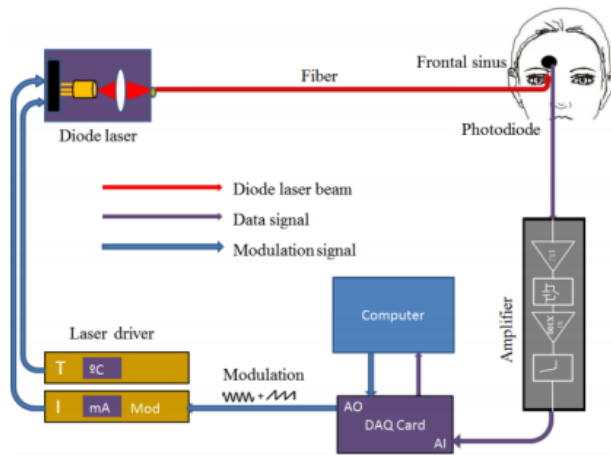 Frontal sinus
Fiber
Photodiode
Diode laser
Diode laser beam
Data signal
Modulation signal
Amplifier
Computer
Laser driver
T ºC
Modulation
I mA Mod
+
AO
DAQ Card
AI